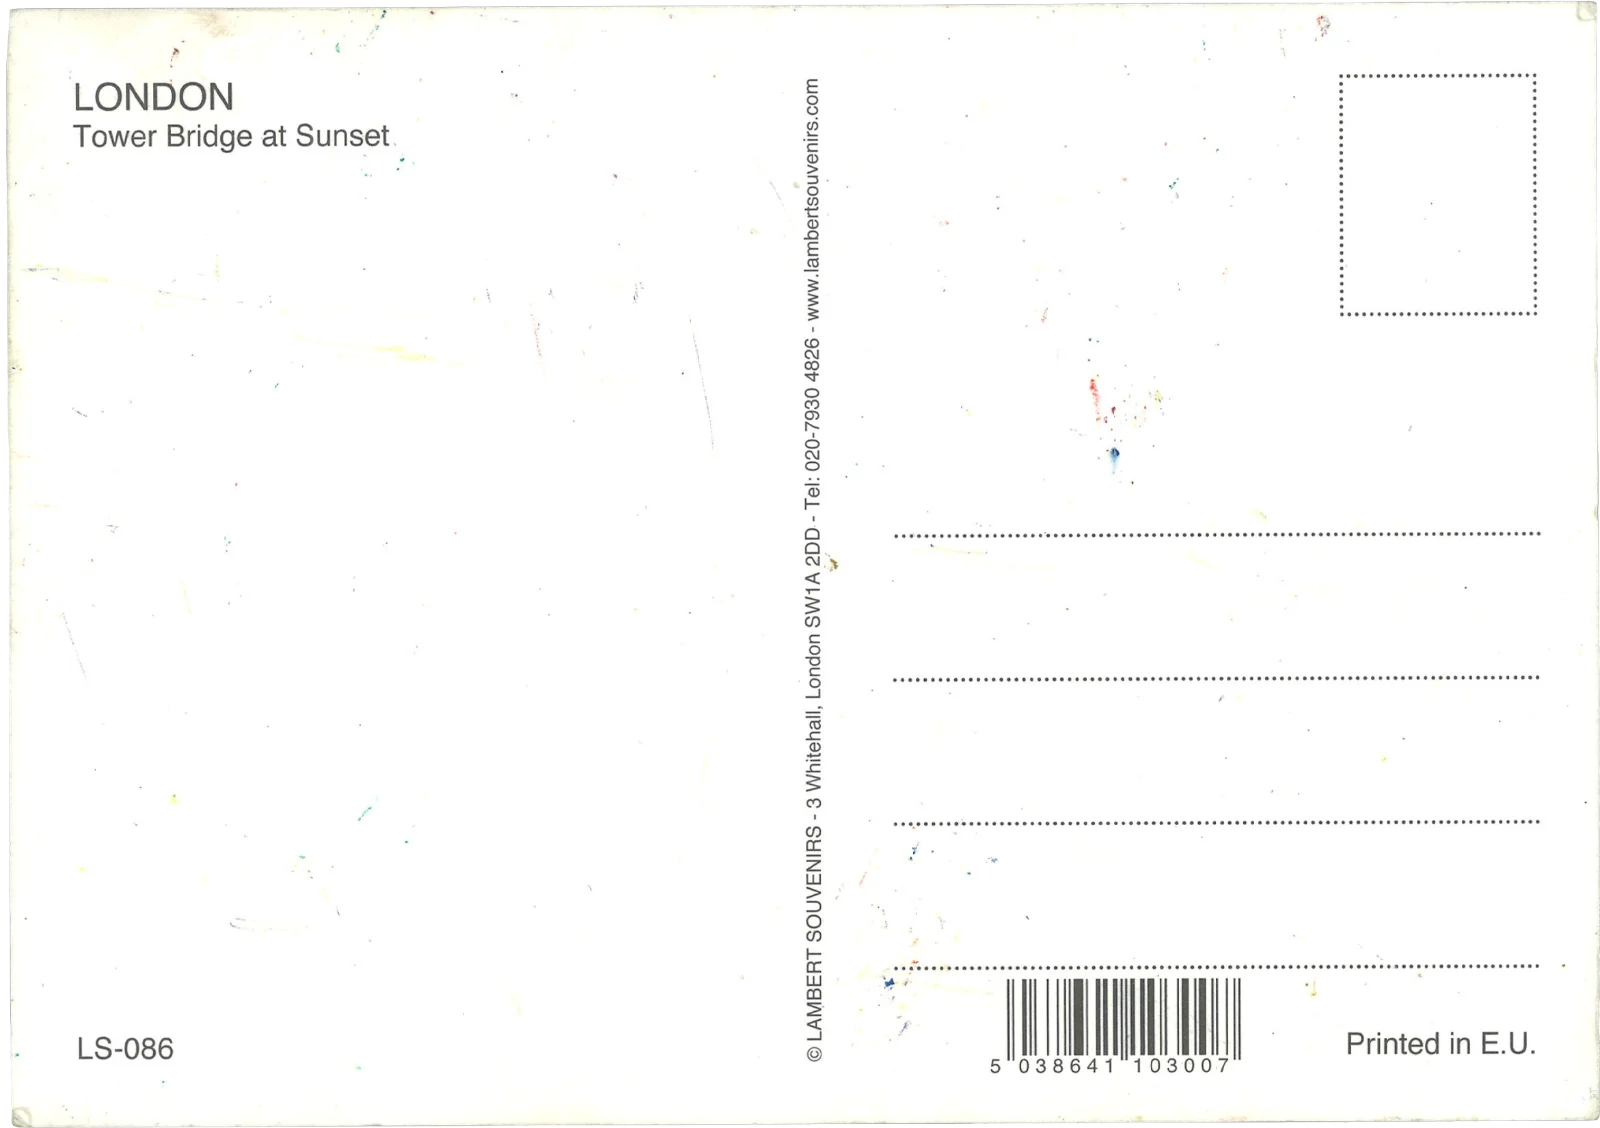 LONDON
Tower Bridge at Sunset
LS-086
© LAMBERT SOUVENIRS - 3 Whitehall, London SW1A 2DD - Tel: 020-7930 4826 - www.lambertsouvenirs.com
5 038641 103007
Printed in E.U.